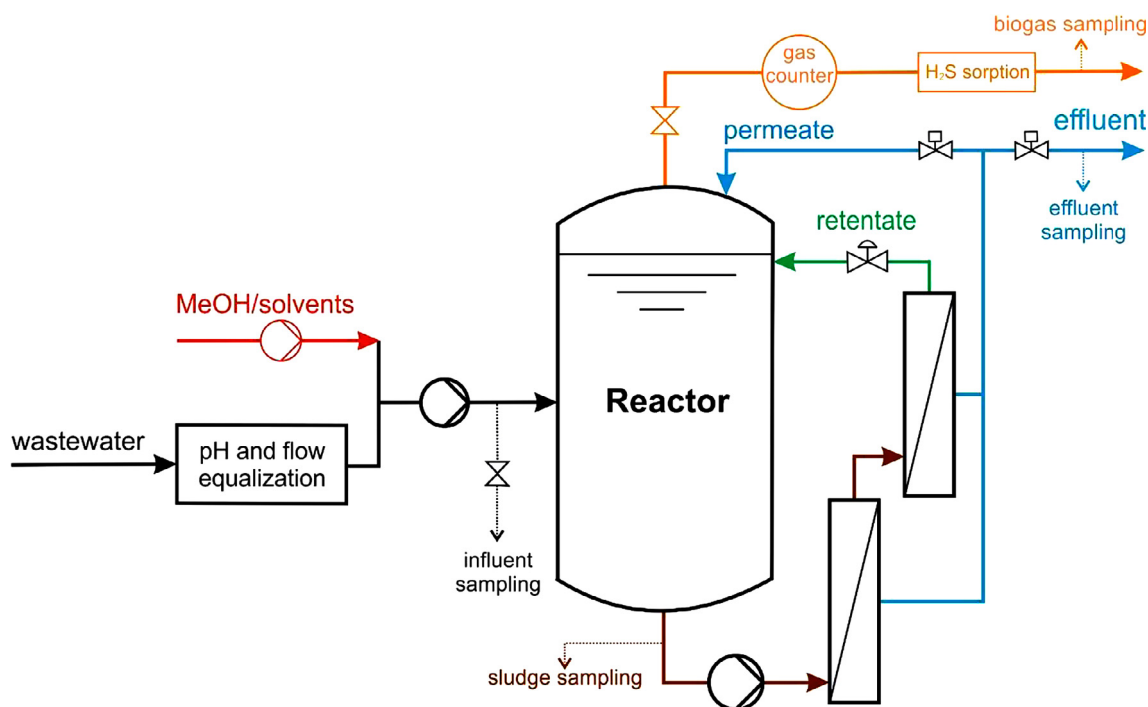 biogas sampling
gas
counter
H₂S sorption
permeate
effluent
effluent
sampling
retentate
MeOH/solvents
Reactor
wastewater
pH and flow
equalization
influent
sampling
sludge sampling